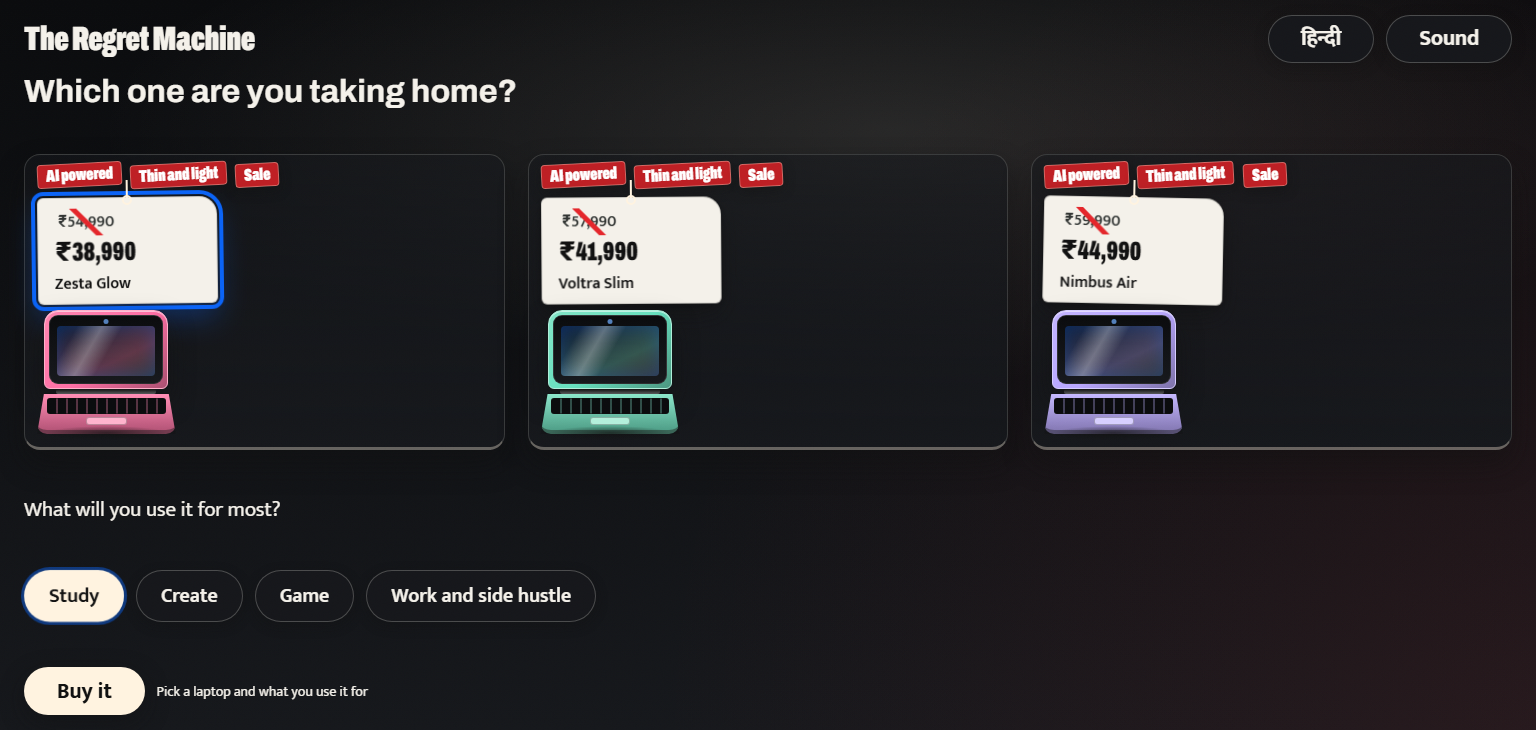 The Regret Machine
हिन्दी
Sound
Which one are you taking home?
AI powered Thin and light Sale
₹54,990
₹38,990
Zesta Glow
AI powered Thin and light Sale
₹57,990
₹41,990
Voltra Slim
AI powered Thin and light Sale
₹59,990
₹44,990
Nimbus Air
What will you use it for most?
Study Create Game Work and side hustle
Buy it Pick a laptop and what you use it for